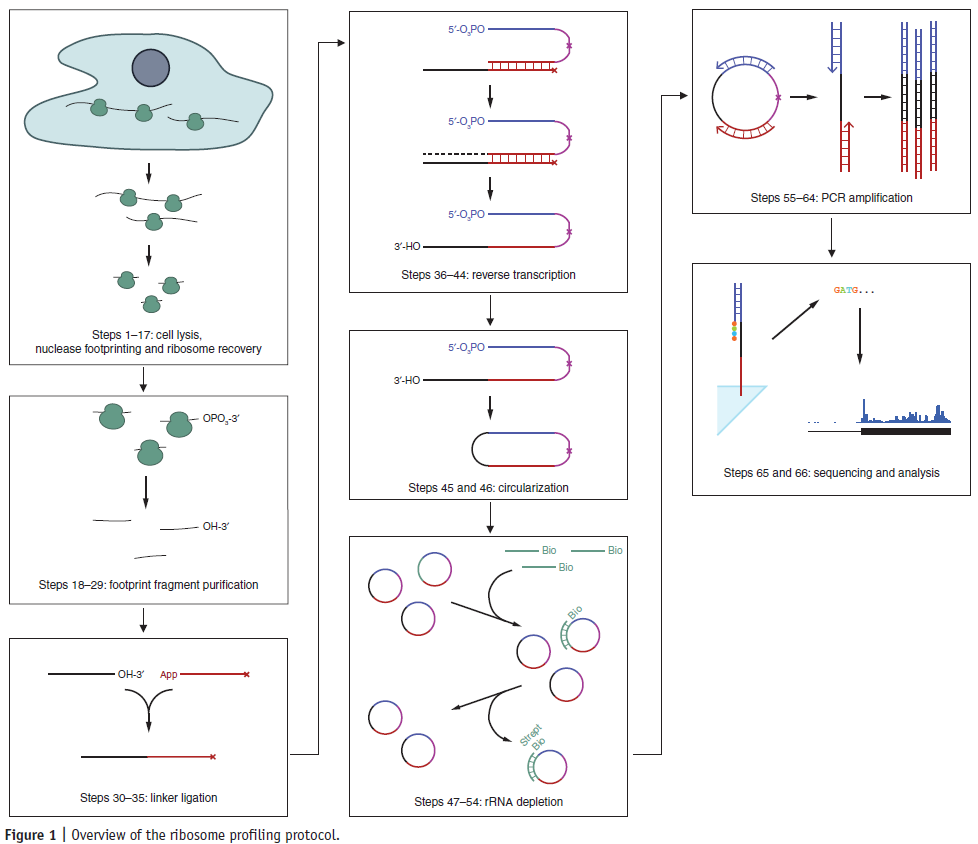 Steps 1–17: cell lysis,
nuclease footprinting and ribosome recovery
OPO3-3′
OH-3′
Steps 18–29: footprint fragment purification
OH-3′ App
Steps 30–35: linker ligation
5′-O3PO
5′-O3PO
5′-O3PO
3′-HO
Steps 36–44: reverse transcription
5′-O3PO
3′-HO
Steps 45 and 46: circularization
Bio Bio
Bio
Bio
Strept
Bio
Steps 47–54: rRNA depletion
Steps 55–64: PCR amplification
GATG...
Steps 65 and 66: sequencing and analysis
Figure 1 | Overview of the ribosome profiling protocol.